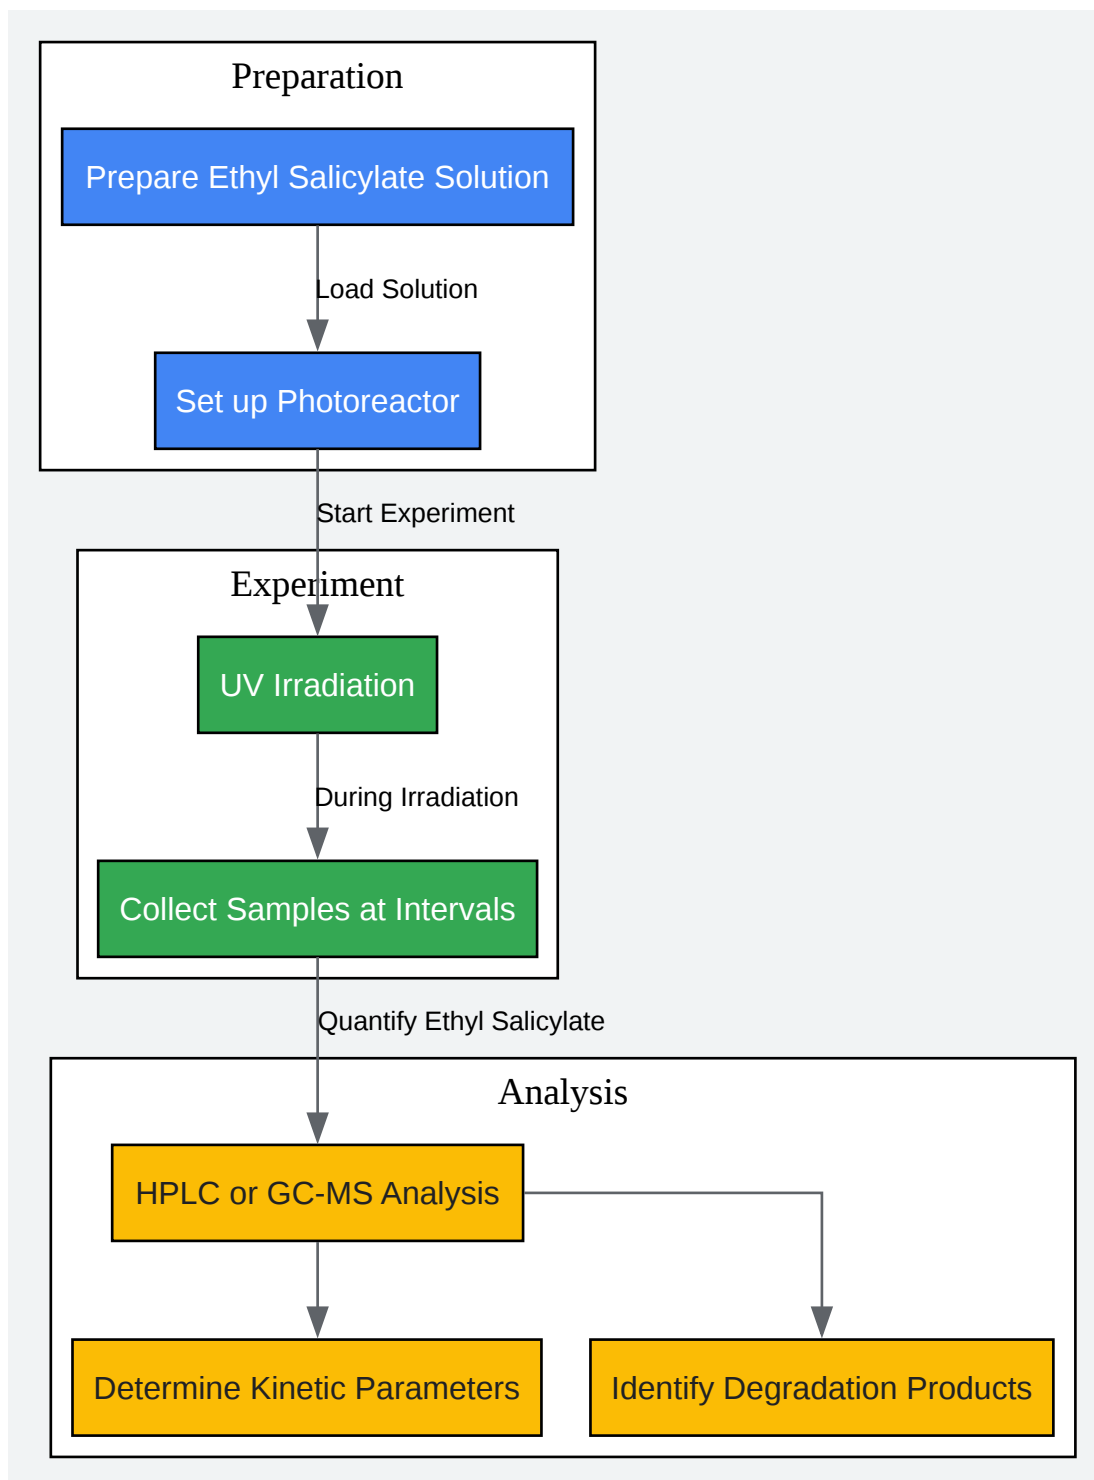 Preparation
Prepare Ethyl Salicylate Solution
Load Solution
Set up Photoreactor
Start Experiment
Experiment
UV Irradiation
During Irradiation
Collect Samples at Intervals
Quantify Ethyl Salicylate
Analysis
HPLC or GC-MS Analysis
Determine Kinetic Parameters
Identify Degradation Products